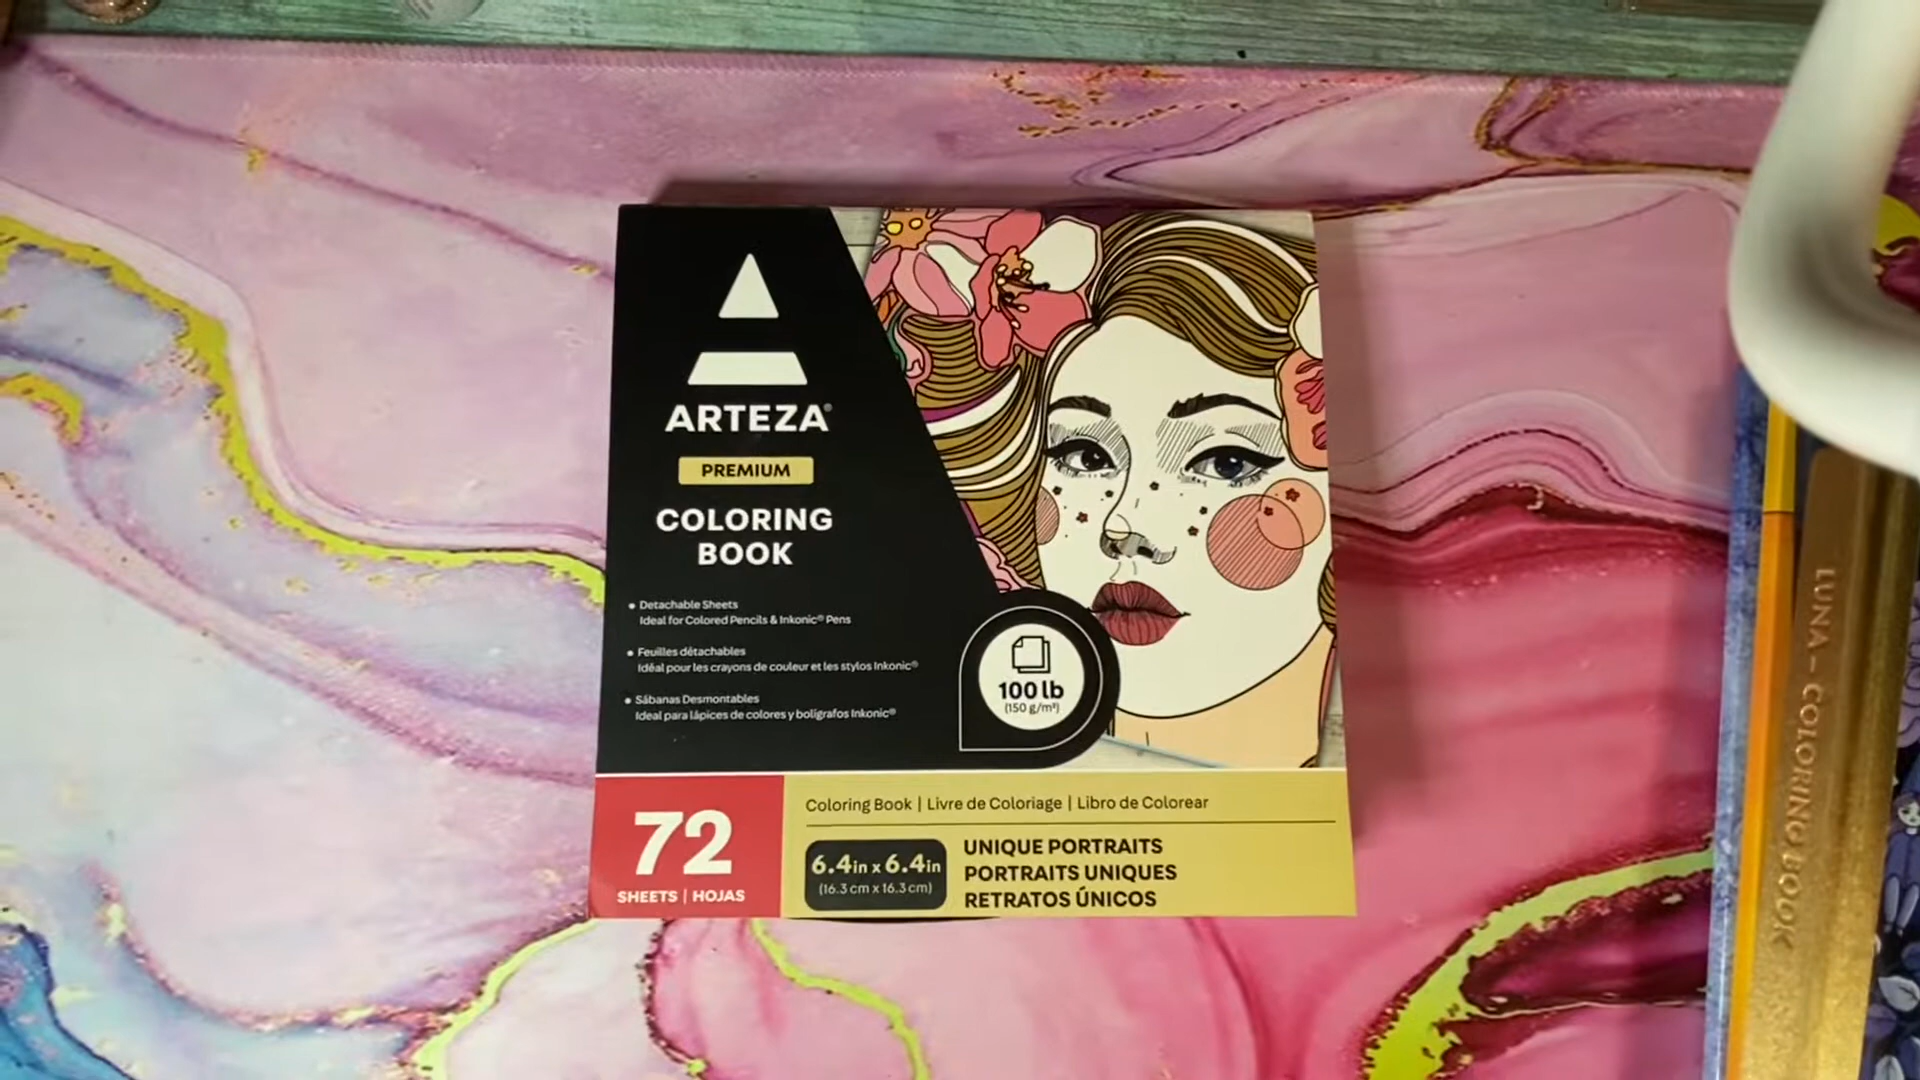 ARTEZA®
PREMIUM
COLORING
BOOK
• Detachable Sheets
Ideal for Colored Pencils & Inkonic® Pens
• Feuilles détachables
Idéal pour les crayons de couleur et les stylos Inkonic®
• Sábanas Desmontables
Ideal para lápices de colores y bolígrafos Inkonic®
100 lb
(150 g/m²)
72
SHEETS | HOJAS
Coloring Book | Livre de Coloriage | Libro de Colorear
6.4in x 6.4in
(16.3 cm x 16.3 cm)
UNIQUE PORTRAITS
PORTRAITS UNIQUES
RETRATOS ÚNICOS
LUNA – COLORING BOOK